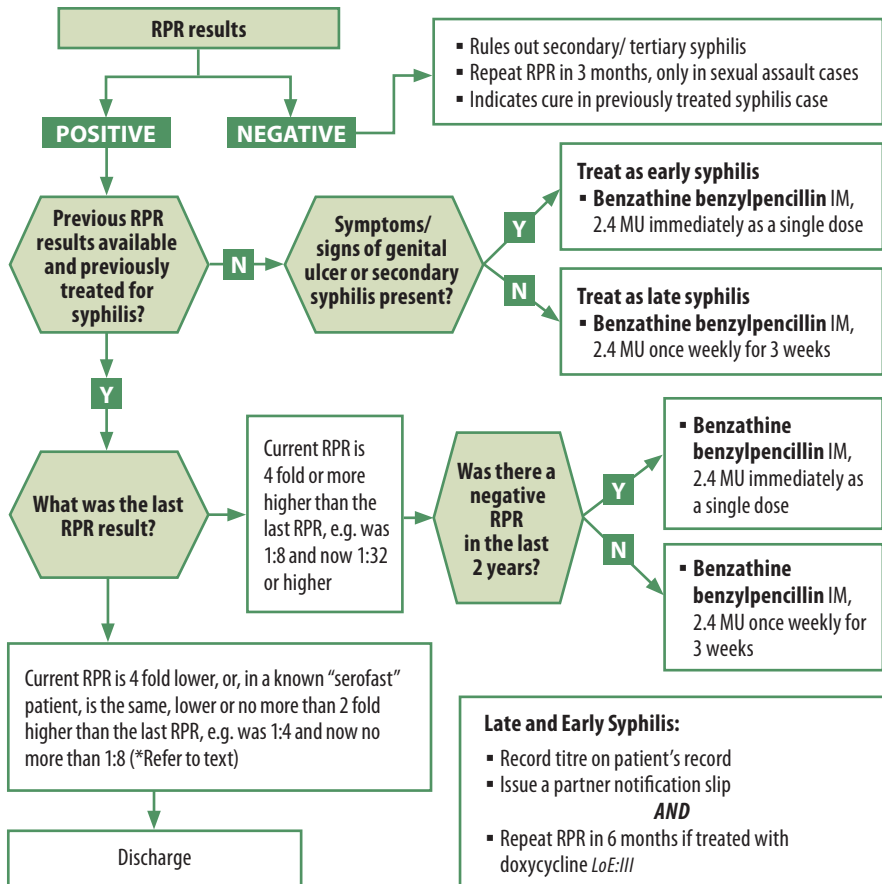 RPR results
▪ Rules out secondary/ tertiary syphilis
▪ Repeat RPR in 3 months, only in sexual assault cases
▪ Indicates cure in previously treated syphilis case
POSITIVE
NEGATIVE
Previous RPR
results available
and previously
treated for
syphilis?
N
Symptoms/
signs of genital
ulcer or secondary
syphilis present?
Y
Treat as early syphilis
▪ Benzathine benzylpencillin IM,
2.4 MU immediately as a single dose
N
Treat as late syphilis
▪ Benzathine benzylpencillin IM,
2.4 MU once weekly for 3 weeks
Y
What was the last
RPR result?
Current RPR is
4 fold or more
higher than the
last RPR, e.g. was
1:8 and now 1:32
or higher
Was there a
negative
RPR
in the last
2 years?
Y
▪ Benzathine
benzylpencillin IM,
2.4 MU immediately as
a single dose
N
▪ Benzathine
benzylpencillin IM,
2.4 MU once weekly for
3 weeks
Current RPR is 4 fold lower, or, in a known “serofast”
patient, is the same, lower or no more than 2 fold
higher than the last RPR, e.g. was 1:4 and now no
more than 1:8 (*Refer to text)
Discharge
Late and Early Syphilis:
▪ Record titre on patient’s record
▪ Issue a partner notification slip
AND
▪ Repeat RPR in 6 months if treated with
doxycycline LoE:III